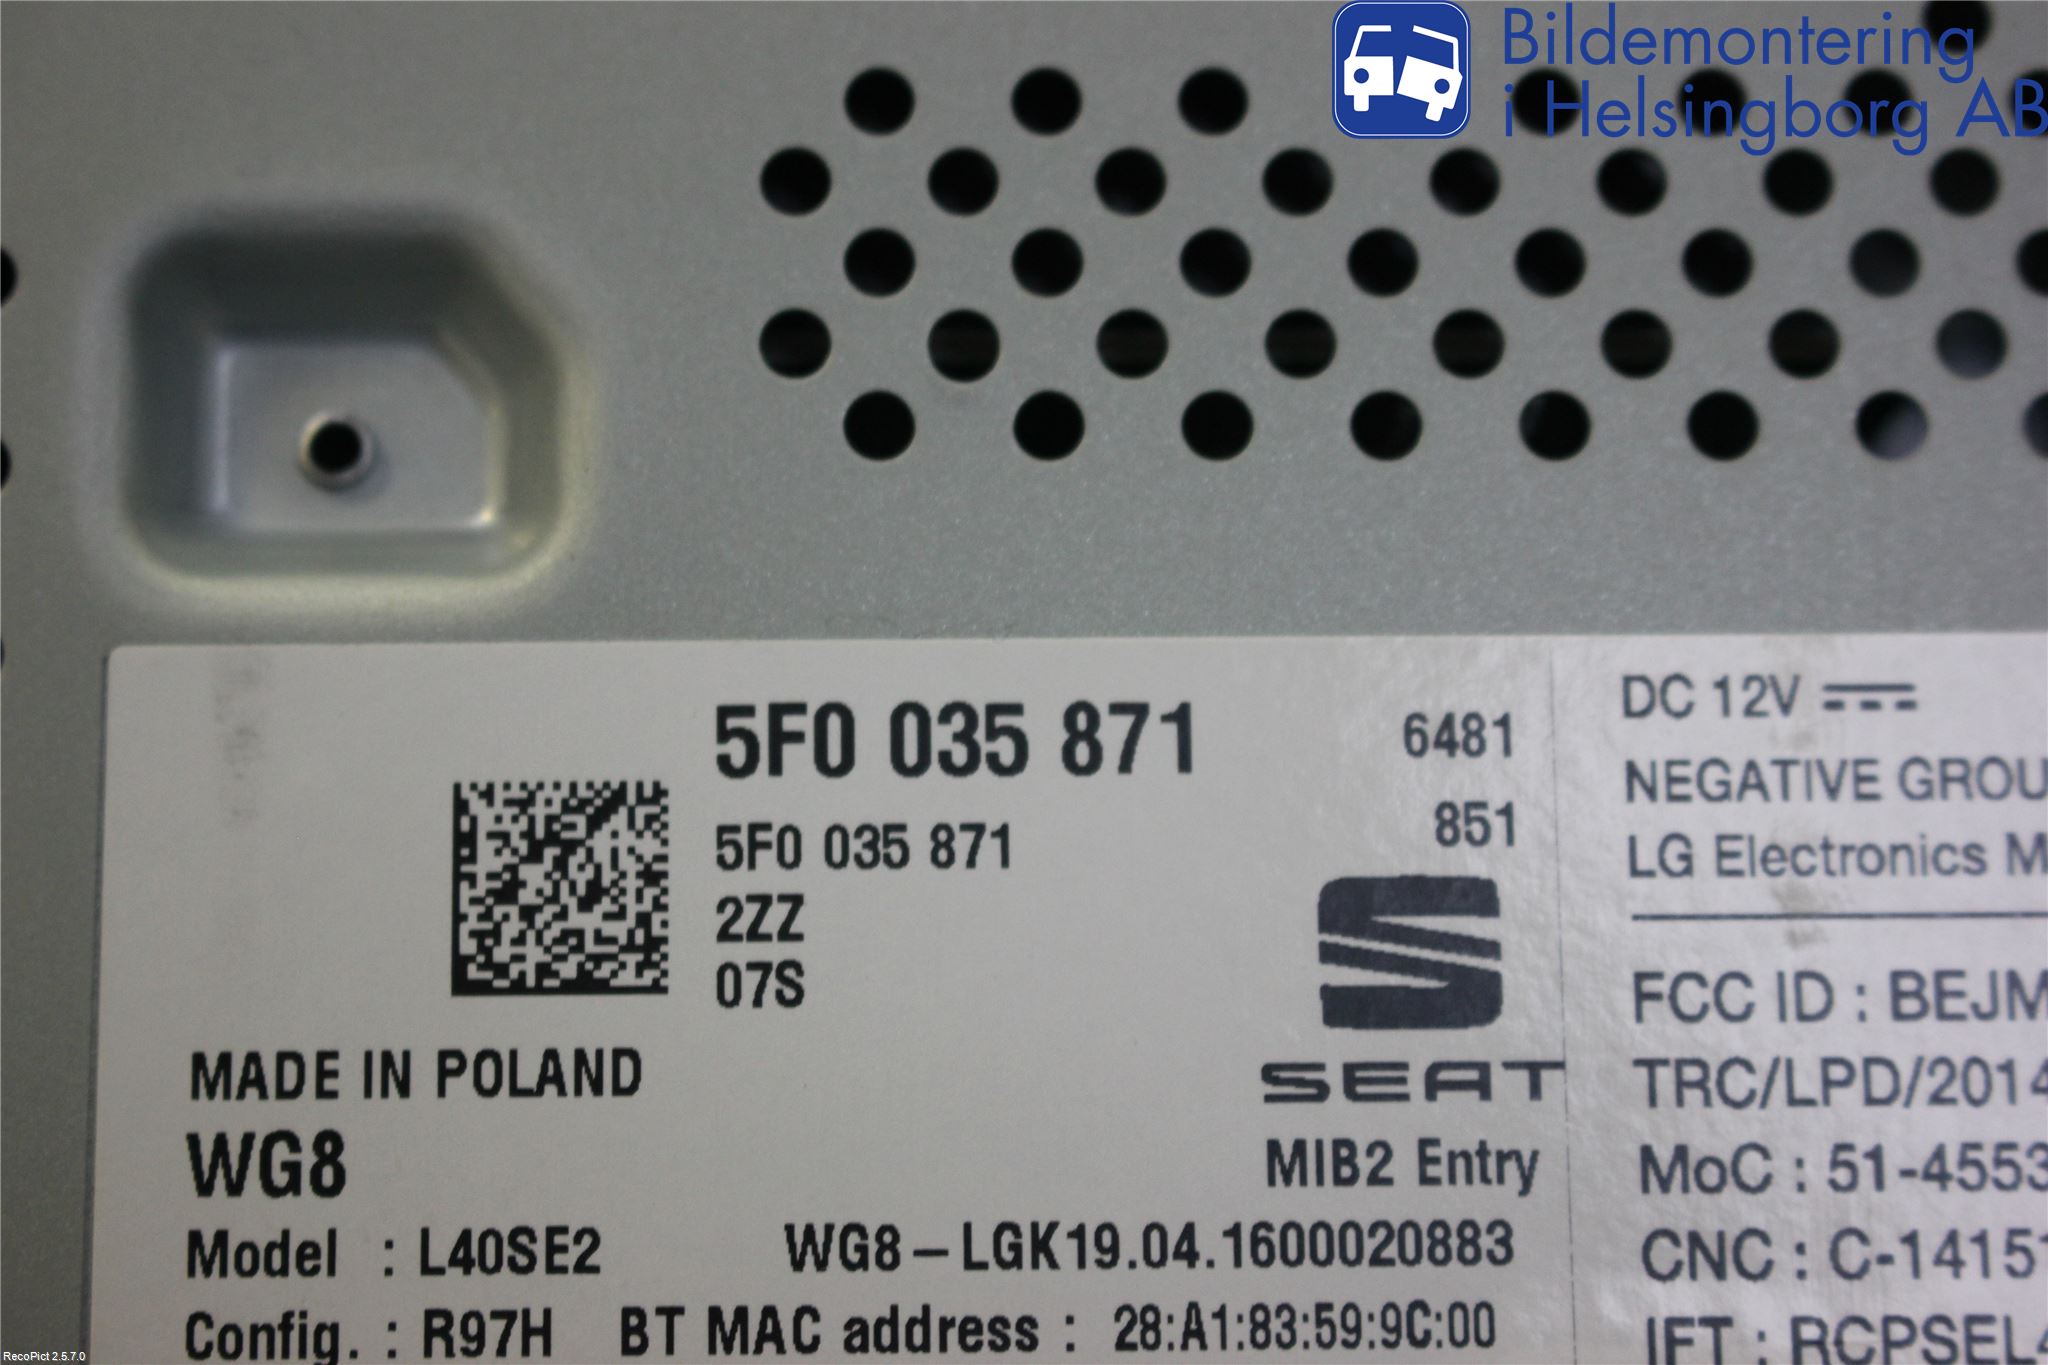 Bildemontering
i Helsingborg AB
5F0 035 871
6481
5F0 035 871
851
2ZZ
07S
SEAT
MADE IN POLAND
WG8
MIB2 Entry
Model : L40SE2
WG8-LGK19.04.1600020883
Config. : R97H
BT MAC address : 28:A1:83:59:9C:00
DC 12V
NEGATIVE GROU
LG Electronics M
FCC ID : BEJM
TRC/LPD/2014
MoC : 51-4553
CNC : C-1415
IFT : RCPSEL
RecoPict 2.5.7.0